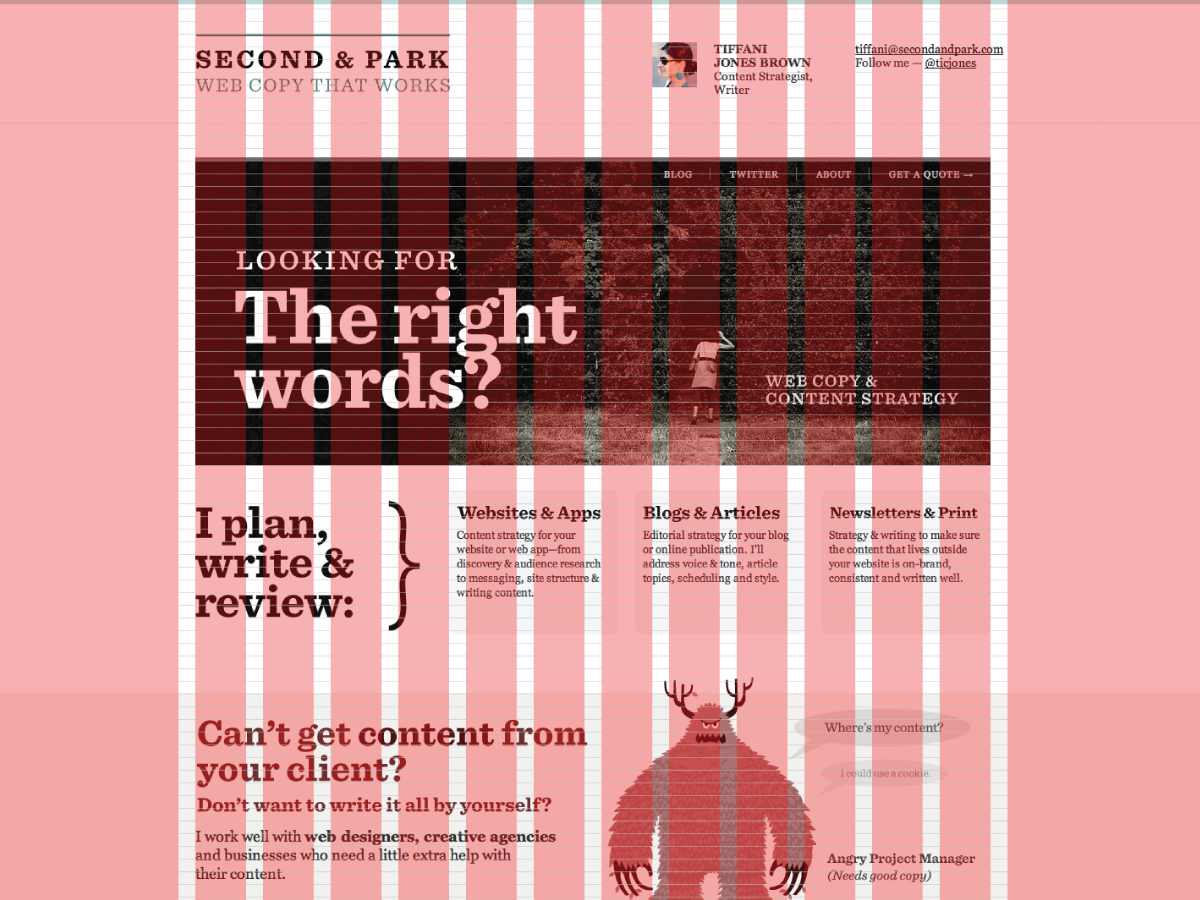 SECOND & PARK
WEB COPY THAT WORKS
TIFFANI
JONES BROWN
Content Strategist,
Writer
tiffani@secondandpark.com
Follow me — @ticjones
BLOG
TWITTER
ABOUT
GET A QUOTE →
LOOKING FOR
The right
words?
WEB COPY &
CONTENT STRATEGY
I plan,
write &
review:
}
Websites & Apps
Content strategy for your
website or web app—from
discovery & audience research
to messaging, site structure &
writing content.
Blogs & Articles
Editorial strategy for your blog
or online publication. I'll
address voice & tone, article
topics, scheduling and style.
Newsletters & Print
Strategy & writing to make sure
the content that lives outside
your website is on-brand,
consistent and written well.
Can't get content from
your client?
Don't want to write it all by yourself?
I work well with web designers, creative agencies
and businesses who need a little extra help with
their content.
Where's my content?
I could use a cookie.
Angry Project Manager
(Needs good copy)